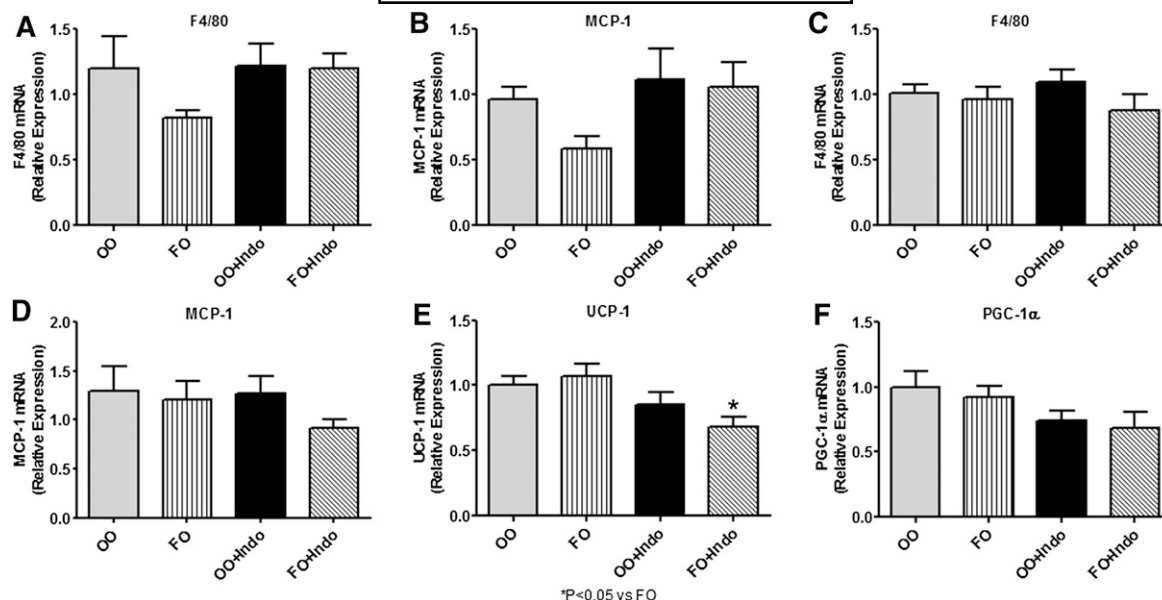 A
F4/80
F4/80 mRNA
(Relative Expression)
1.5
1.0
0.5
0.0
OO
FO
OO+Indo
FO+Indo
B
MCP-1
MCP-1 mRNA
(Relative Expression)
1.5
1.0
0.5
0.0
OO
FO
OO+Indo
FO+Indo
C
F4/80
F4/80 mRNA
(Relative Expression)
1.5
1.0
0.5
0.0
OO
FO
OO+Indo
FO+Indo
D
MCP-1
MCP-1 mRNA
(Relative Expression)
2.0
1.5
1.0
0.5
0.0
OO
FO
OO+Indo
FO+Indo
E
UCP-1
UCP-1 mRNA
(Relative Expression)
1.5
1.0
0.5
0.0
*
OO
FO
OO+Indo
FO+Indo
*P<0.05 vs FO
F
PGC-1α
PGC-1α mRNA
(Relative Expression)
1.5
1.0
0.5
0.0
OO
FO
OO+Indo
FO+Indo